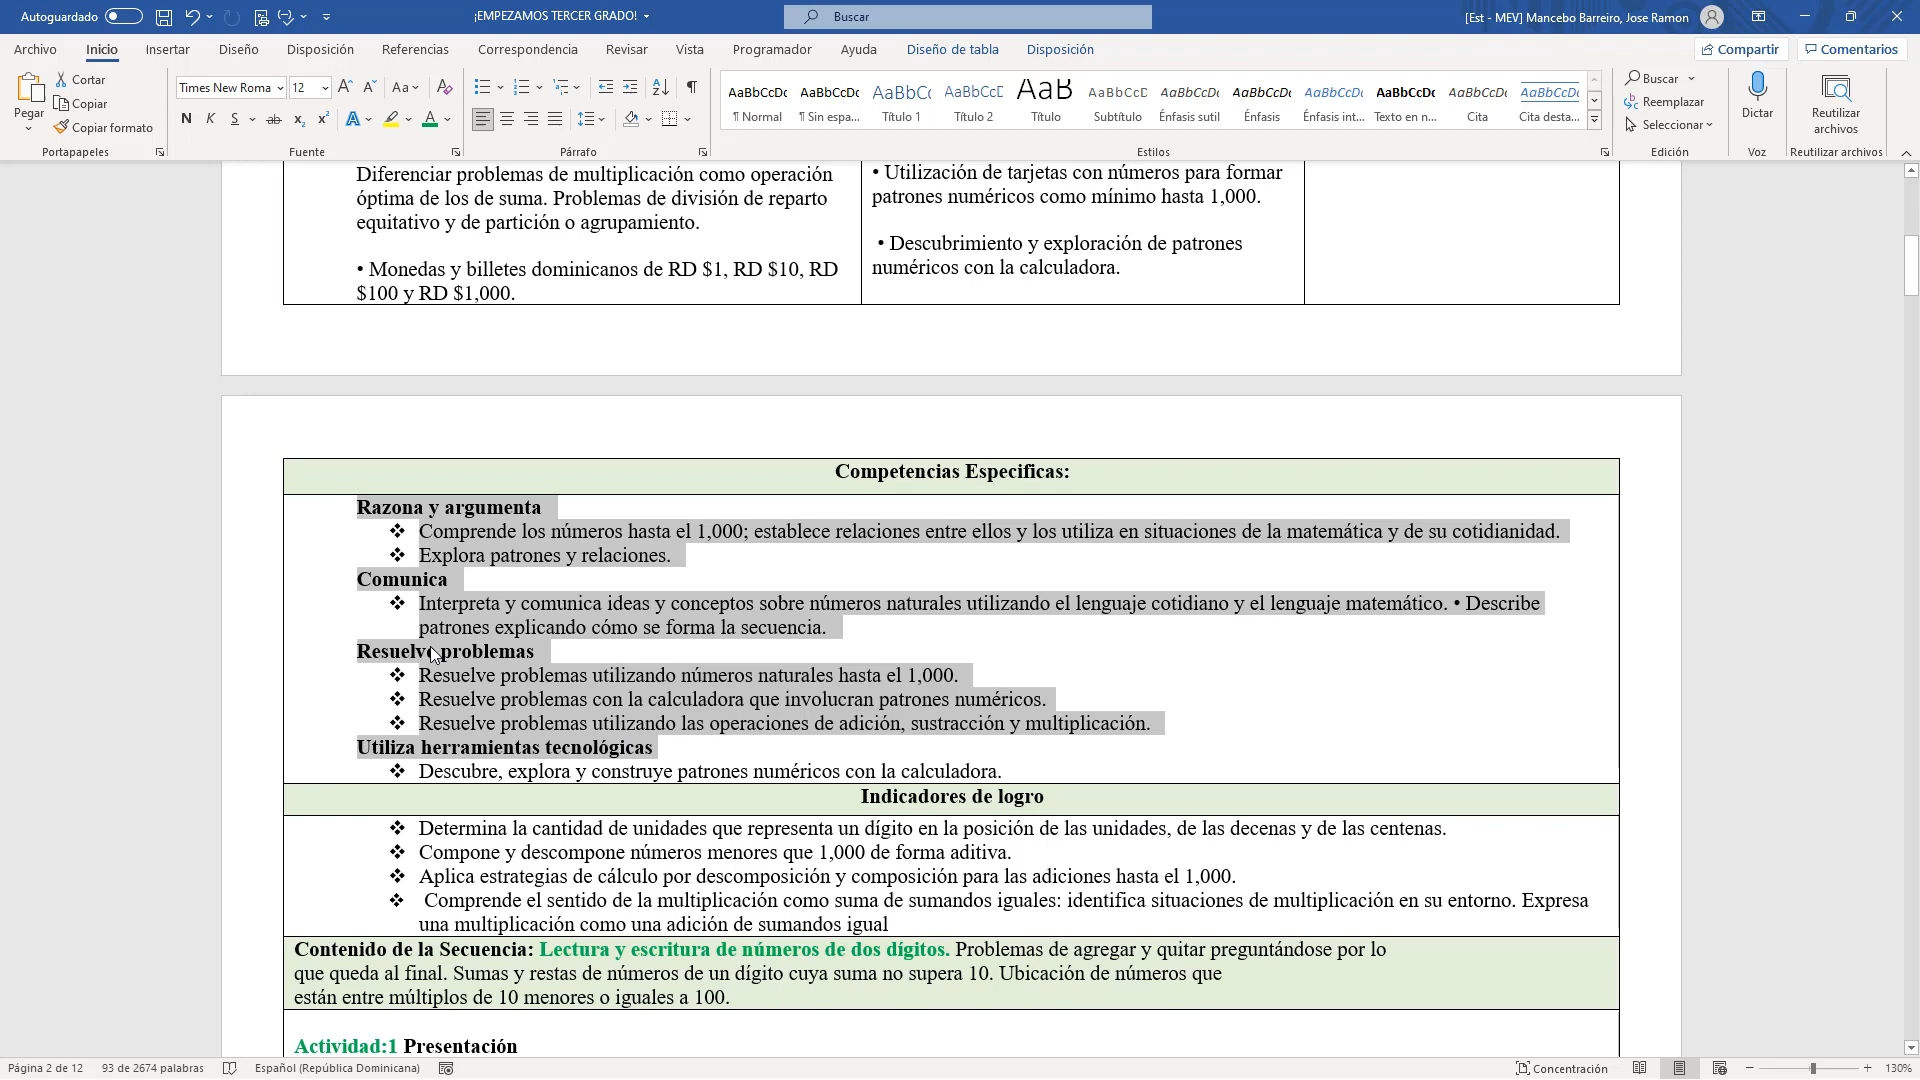 Autoguardado
¡EMPEZAMOS TERCER GRADO!
Buscar
[Est - MEV] Mancebo Barreiro, Jose Ramon
Archivo Inicio Insertar Diseño Disposición Referencias Correspondencia Revisar Vista Programador Ayuda Diseño de tabla Disposición
Compartir Comentarios
Pegar
Cortar
Copiar
Copiar formato
Portapapeles
Times New Roma 12
Aa
N K S ab x₂ x²
Fuente
Párrafo
AaBbCcDc AaBbCcDc AaBbCc AaBbCcE AaB AaBbCcD AaBbCcDc AaBbCcDc AaBbCcDc AaBbCcDc AaBbCcDc AaBbCcDc
¶ Normal ¶ Sin espa... Título 1 Título 2 Título Subtítulo Énfasis sutil Énfasis Énfasis int... Texto en n... Cita Cita desta...
Estilos
Buscar
Reemplazar
Seleccionar
Edición
Dictar
Voz
Reutilizar archivos
Reutilizar archivos
Diferenciar problemas de multiplicación como operación
óptima de los de suma. Problemas de división de reparto
equitativo y de partición o agrupamiento.
• Monedas y billetes dominicanos de RD $1, RD $10, RD
$100 y RD $1,000.
• Utilización de tarjetas con números para formar
patrones numéricos como mínimo hasta 1,000.
• Descubrimiento y exploración de patrones
numéricos con la calculadora.
Competencias Especificas:
Razona y argumenta
❖ Comprende los números hasta el 1,000; establece relaciones entre ellos y los utiliza en situaciones de la matemática y de su cotidianidad.
❖ Explora patrones y relaciones.
Comunica
❖ Interpreta y comunica ideas y conceptos sobre números naturales utilizando el lenguaje cotidiano y el lenguaje matemático. • Describe
patrones explicando cómo se forma la secuencia.
Resuelve problemas
❖ Resuelve problemas utilizando números naturales hasta el 1,000.
❖ Resuelve problemas con la calculadora que involucran patrones numéricos.
❖ Resuelve problemas utilizando las operaciones de adición, sustracción y multiplicación.
Utiliza herramientas tecnológicas
❖ Descubre, explora y construye patrones numéricos con la calculadora.
Indicadores de logro
❖ Determina la cantidad de unidades que representa un dígito en la posición de las unidades, de las decenas y de las centenas.
❖ Compone y descompone números menores que 1,000 de forma aditiva.
❖ Aplica estrategias de cálculo por descomposición y composición para las adiciones hasta el 1,000.
❖ Comprende el sentido de la multiplicación como suma de sumandos iguales: identifica situaciones de multiplicación en su entorno. Expresa
una multiplicación como una adición de sumandos igual
Contenido de la Secuencia: Lectura y escritura de números de dos dígitos. Problemas de agregar y quitar preguntándose por lo
que queda al final. Sumas y restas de números de un dígito cuya suma no supera 10. Ubicación de números que
están entre múltiplos de 10 menores o iguales a 100.
Actividad:1 Presentación
Página 2 de 12 93 de 2674 palabras Español (República Dominicana)
Concentración
130%